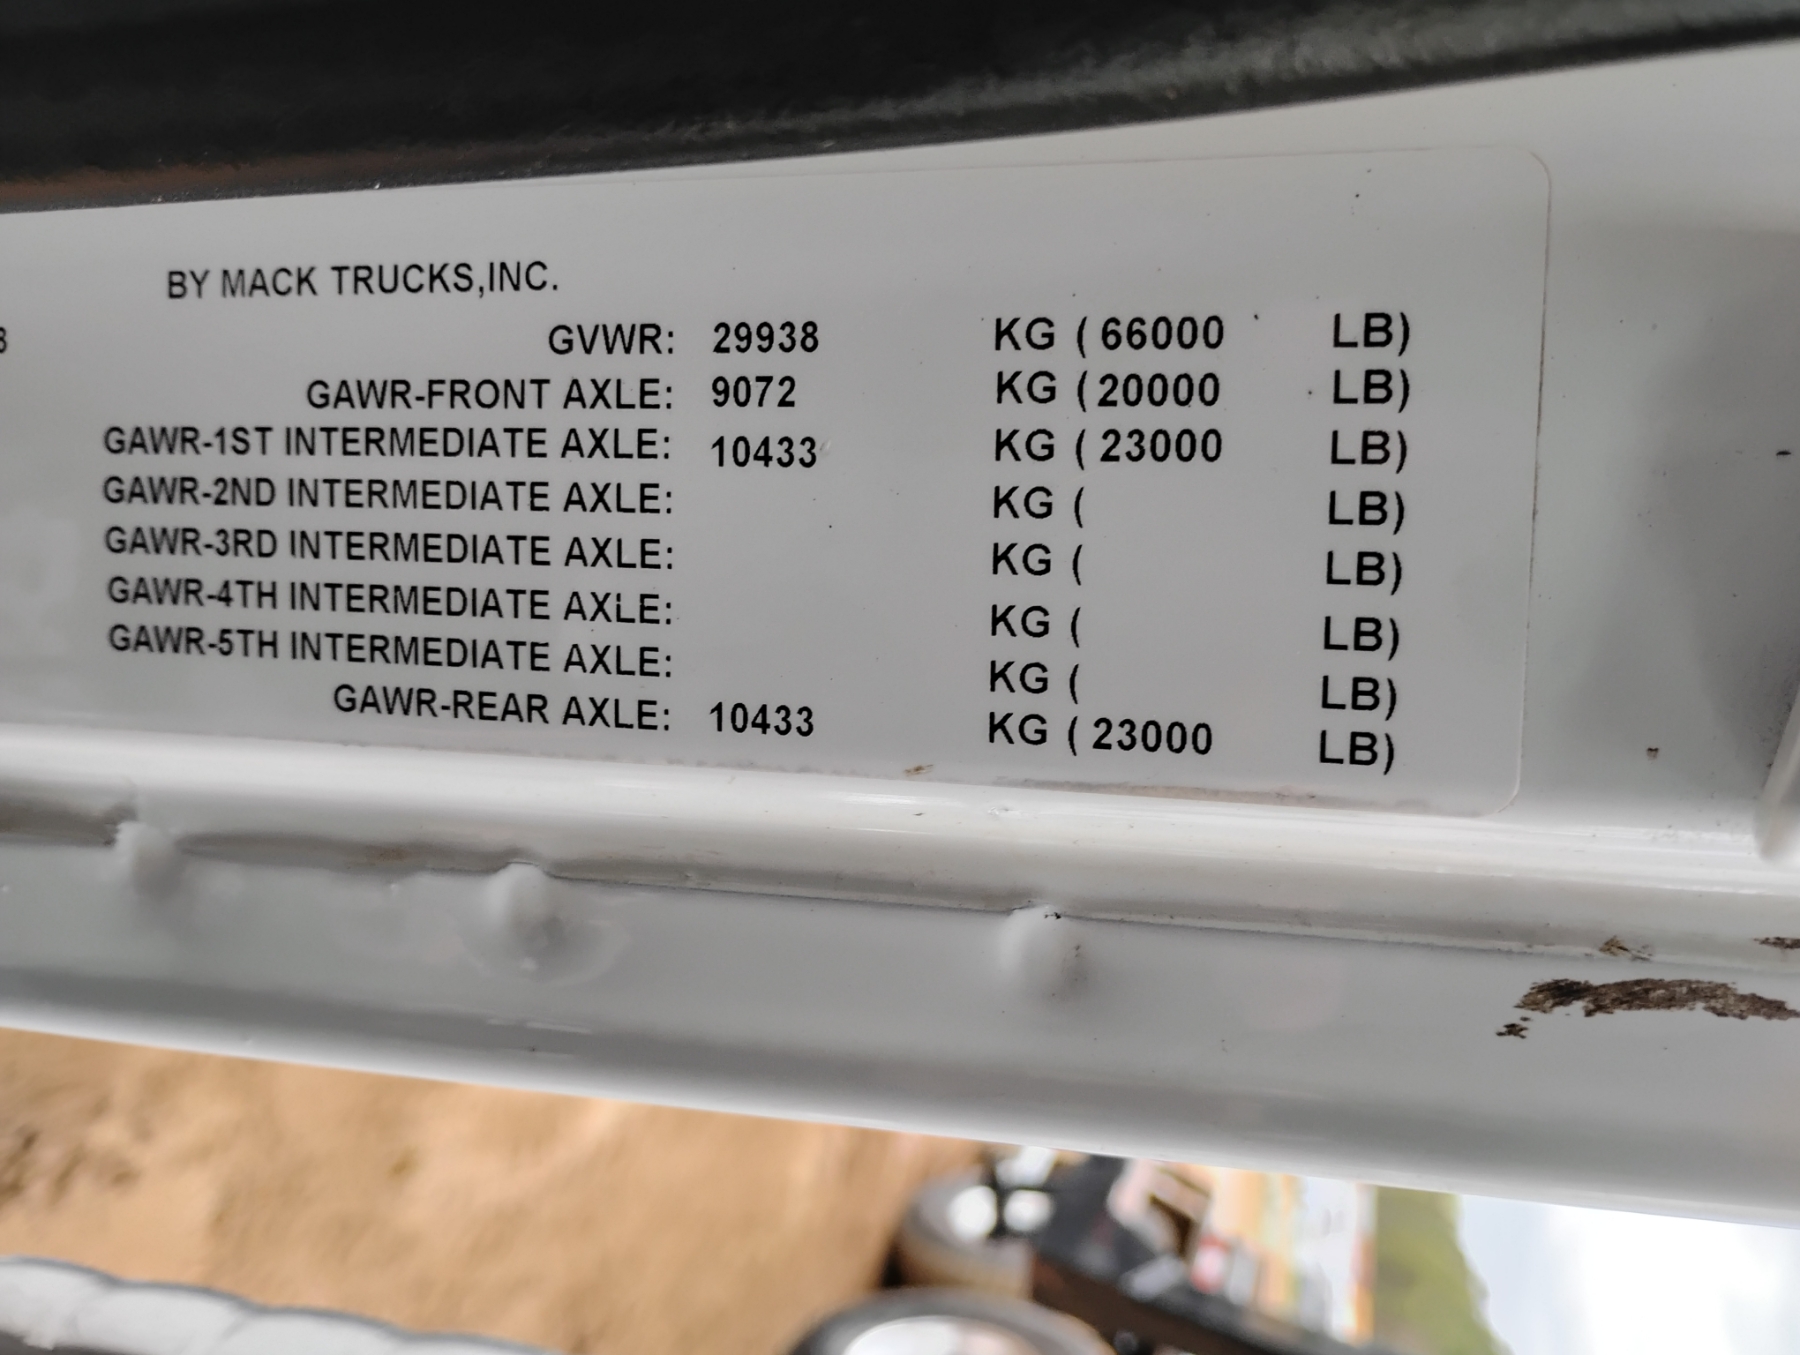 BY MACK TRUCKS,INC.
GVWR: 29938 KG ( 66000 LB)
GAWR-FRONT AXLE: 9072 KG ( 20000 LB)
GAWR-1ST INTERMEDIATE AXLE: 10433 KG ( 23000 LB)
GAWR-2ND INTERMEDIATE AXLE: KG ( LB)
GAWR-3RD INTERMEDIATE AXLE: KG ( LB)
GAWR-4TH INTERMEDIATE AXLE: KG ( LB)
GAWR-5TH INTERMEDIATE AXLE: KG ( LB)
GAWR-REAR AXLE: 10433 KG ( 23000 LB)